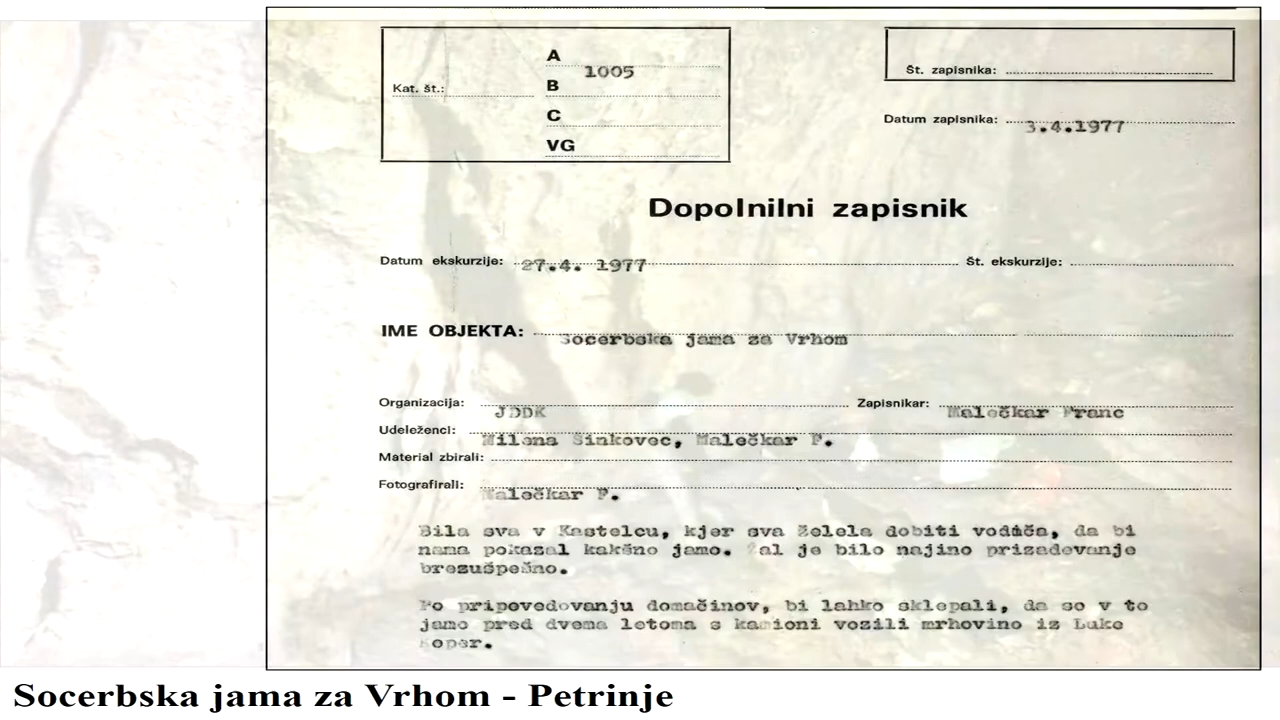 Kat. št.:
A
1005
B
C
VG
Št. zapisnika:
Datum zapisnika: 3.4.1977
Dopolnilni zapisnik
Datum ekskurzije: 27.4. 1977 Št. ekskurzije:
IME OBJEKTA: Socerbska jama za Vrhom
Organizacija: JDDK Zapisnikar: Malečkar Franc
Udeleženci: Milena Sinkovec, Malečkar F.
Material zbirali:
Fotografirali: Malečkar F.
Bila sva v Kastelcu, kjer sva želela dobiti vodiča, da bi
nama pokazal kakšno jamo. Žal je bilo najino prizadevanje
brezuspešno.
Po pripovedovanju domačinov, bi lahko sklepali, da so v to
jamo pred dvema letoma s kamioni vozili mrhovino iz Luke
Koper.
Socerbska jama za Vrhom - Petrinje